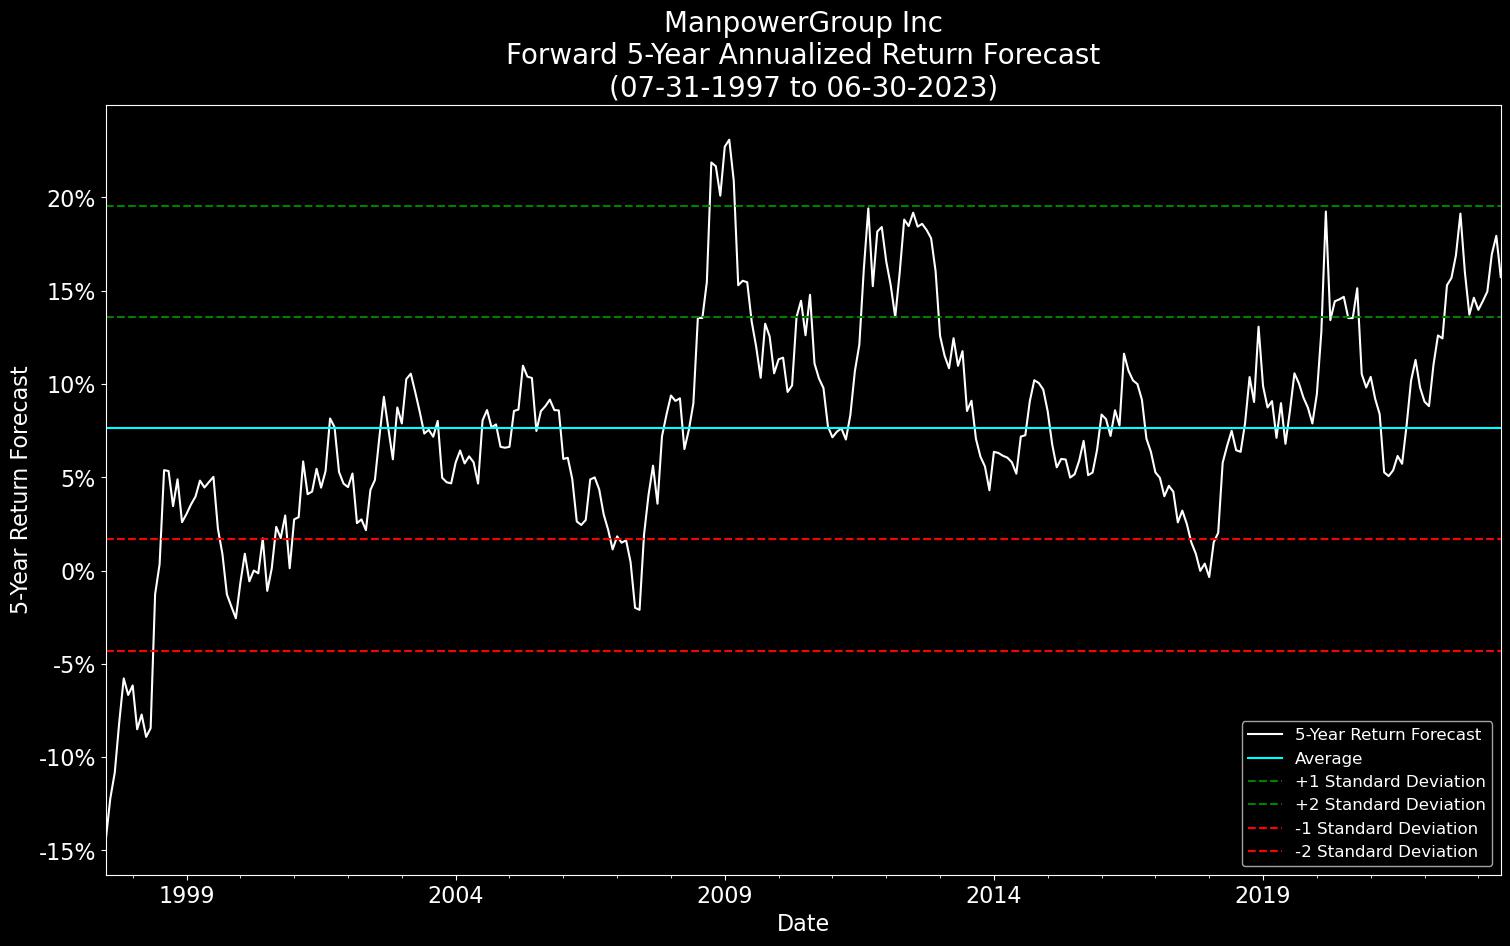 ManpowerGroup Inc
Forward 5-Year Annualized Return Forecast
(07-31-1997 to 06-30-2023)
5-Year Return Forecast
20%
15%
10%
5%
0%
-5%
-10%
-15%
5-Year Return Forecast
Average
+1 Standard Deviation
+2 Standard Deviation
-1 Standard Deviation
-2 Standard Deviation
1999
2004
2009
2014
2019
Date